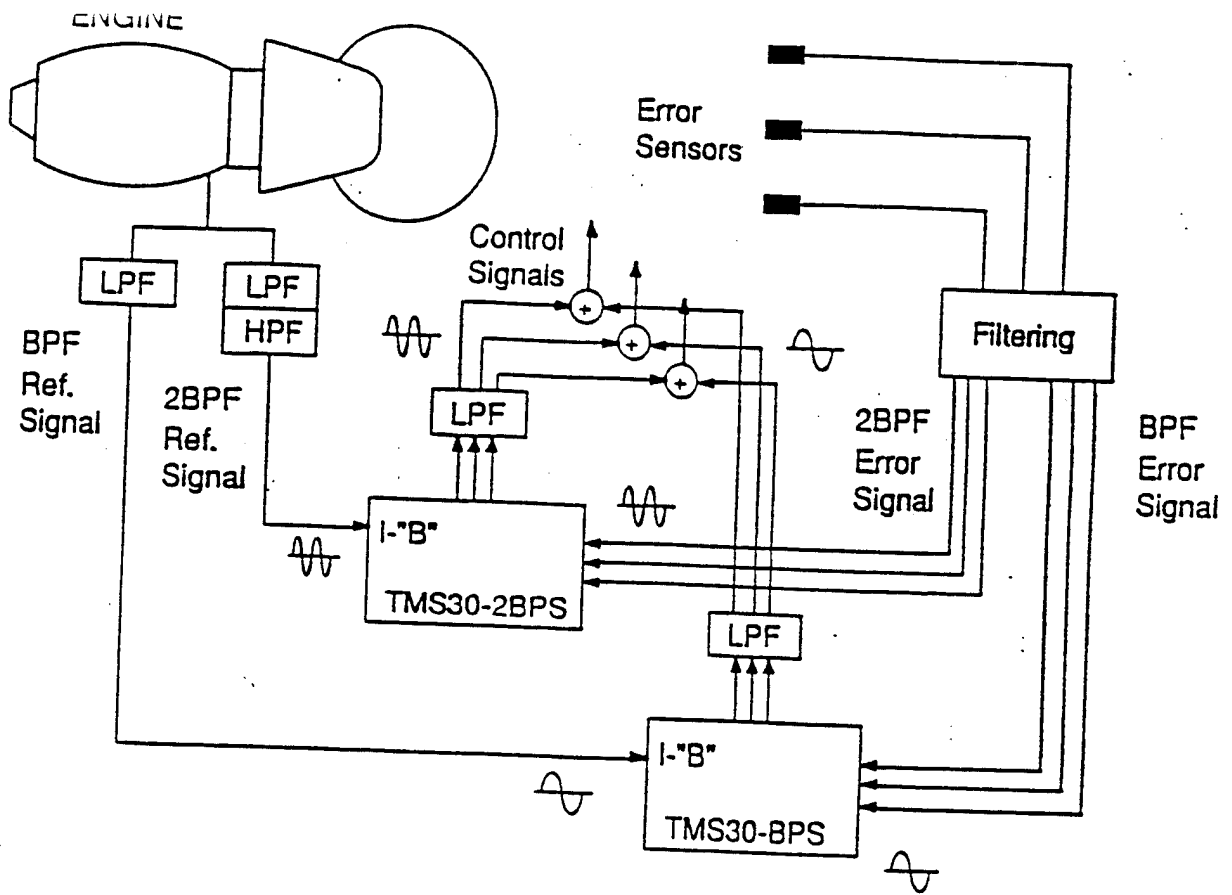 ENGINE
Error
Sensors
Control
Signals
LPF
LPF
HPF
BPF
Ref.
Signal
2BPF
Ref.
Signal
+
+
+
LPF
Filtering
2BPF
Error
Signal
BPF
Error
Signal
I-"B"
TMS30-2BPS
LPF
I-"B"
TMS30-BPS